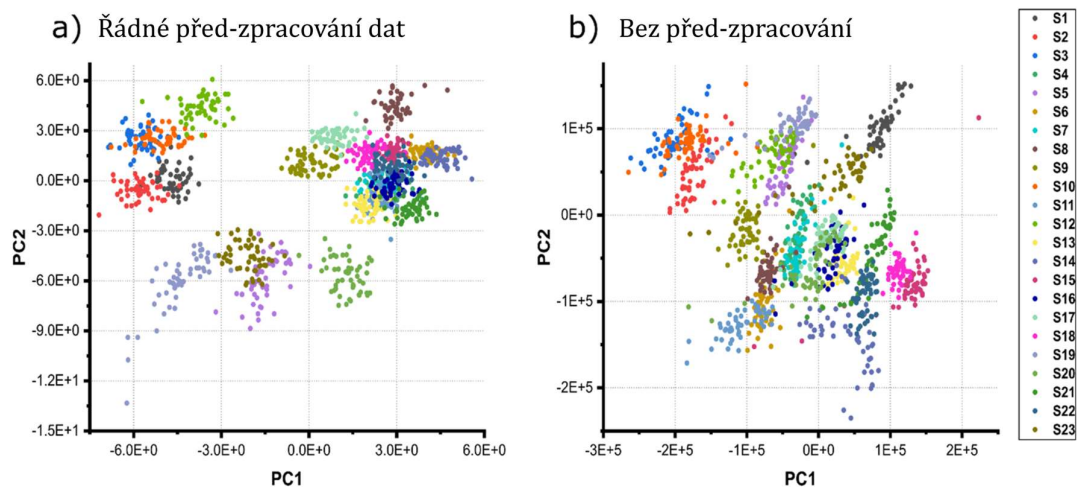 a) Řádné před-zpracování dat
b) Bez před-zpracování
6.0E+0
3.0E+0
0.0E+0
-3.0E+0
-6.0E+0
-9.0E+0
-1.2E+1
-1.5E+1
PC2
-6.0E+0 -3.0E+0 0.0E+0 3.0E+0 6.0E+0
PC1
1E+5
0E+0
-1E+5
-2E+5
PC2
-3E+5 -2E+5 -1E+5 0E+0 1E+5 2E+5
PC1
S1
S2
S3
S4
S5
S6
S7
S8
S9
S10
S11
S12
S13
S14
S15
S16
S17
S18
S19
S20
S21
S22
S23